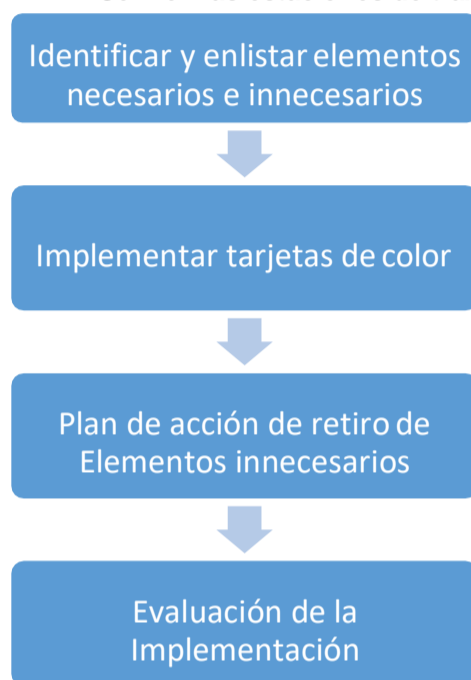 Identificar y enlistar elementos
necesarios e innecesarios
Implementar tarjetas de color
Plan de acción de retiro de
Elementos innecesarios
Evaluación de la
Implementación